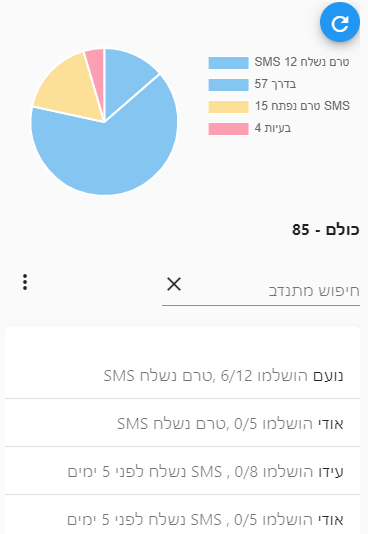 טרם נשלח SMS 12
בדרך 57
SMS טרם נפתח 15
בעיות 4
כולם - 85
חיפוש מתנדב
נועם הושלמו 6/12 ,טרם נשלח SMS
אודי הושלמו 0/5 ,טרם נשלח SMS
עידו הושלמו 0/8 , SMS נשלח לפני 5 ימים
אודי הושלמו 0/5 , SMS נשלח לפני 5 ימים